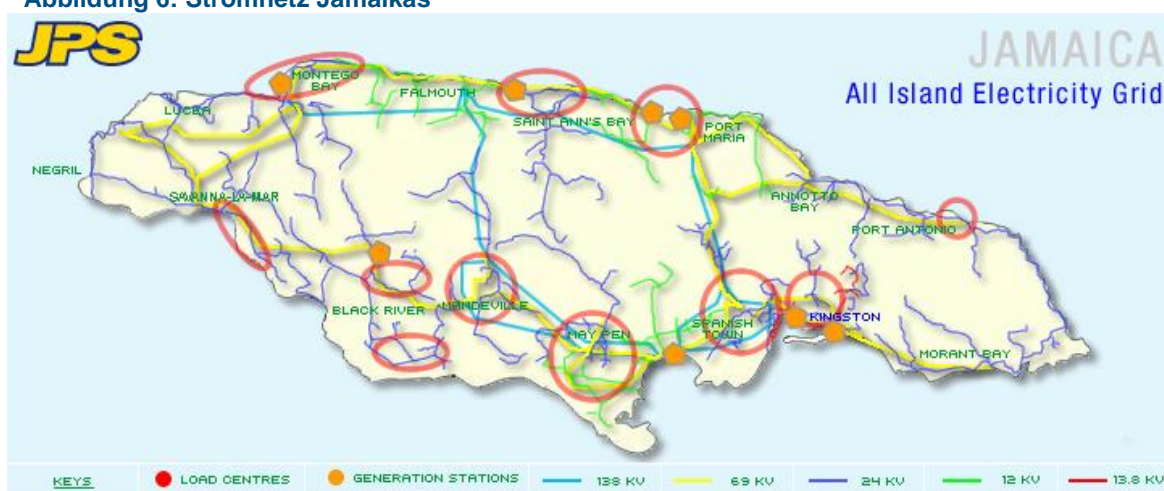 Abbildung 6: Stromnetz Jamaikas
JPS
JAMAICA
All Island Electricity Grid
MONTEGO
BAY
FALMOUTH
LUCEA
SAINT ANN'S BAY
PORT
MARIA
NEGRIL
SAVANNA-LA-MAR
ANNOTTO
BAY
PORT ANTONIO
BLACK RIVER
MANDEVILLE
MAY PEN
SPANISH
TOWN
KINGSTON
MORANT BAY
KEYS
LOAD CENTRES
GENERATION STATIONS
138 KV
69 KV
24 KV
12 KV
13.8 KV